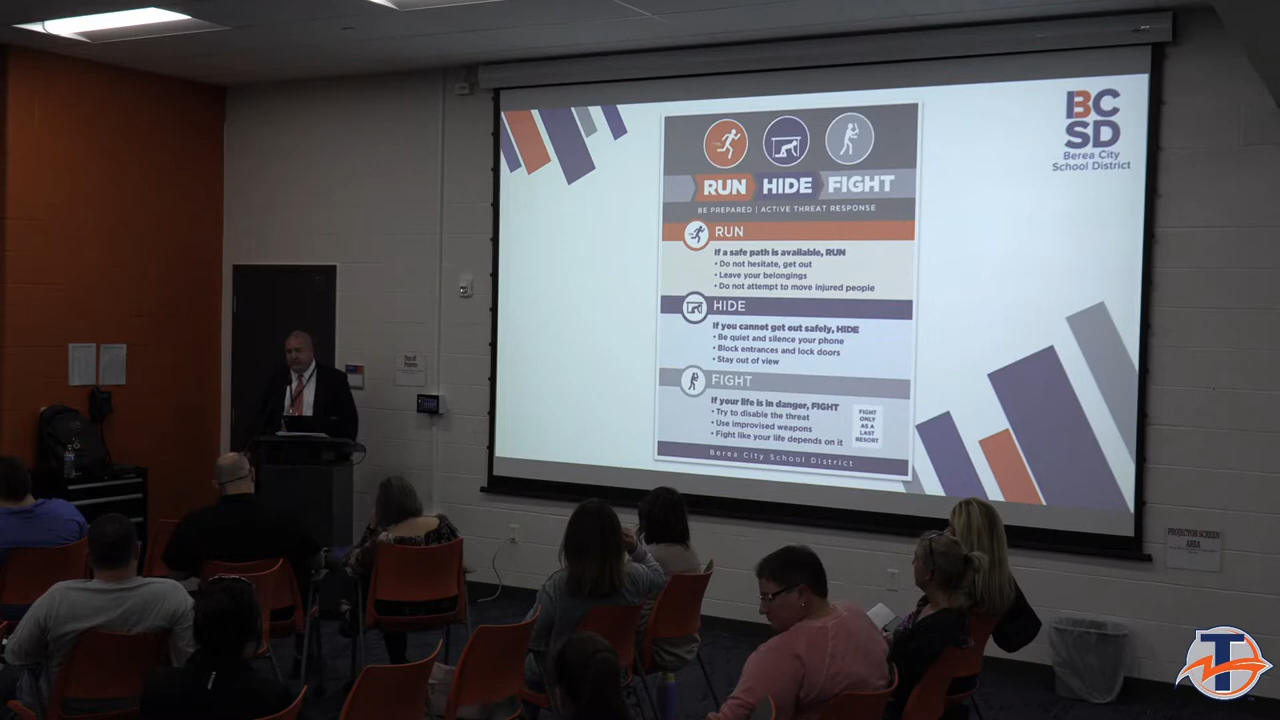 BC
SD
Berea City
School District
RUN HIDE FIGHT
BE PREPARED | ACTIVE THREAT RESPONSE
RUN
If a safe path is available, RUN
• Do not hesitate, get out
• Leave your belongings
• Do not attempt to move injured people
HIDE
If you cannot get out safely, HIDE
• Be quiet and silence your phone
• Block entrances and lock doors
• Stay out of view
FIGHT
If your life is in danger, FIGHT
• Try to disable the threat
• Use improvised weapons
• Fight like your life depends on it
FIGHT
ONLY
AS A
LAST
RESORT
Berea City School District
PROJECTOR SCREEN
AREA
T